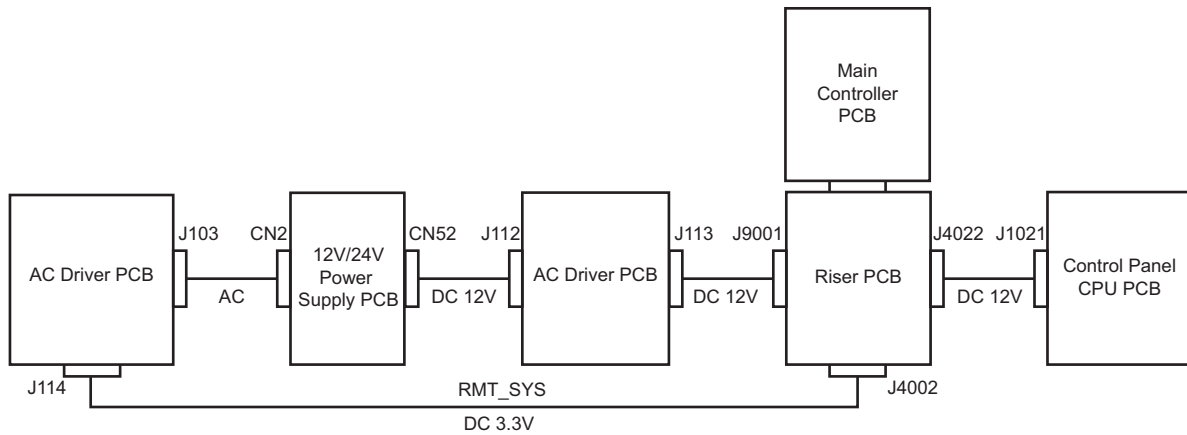 Main
Controller
PCB
J103
CN2
CN52
J112
J113
J9001
J4022
J1021
AC Driver PCB
12V/24V
Power
Supply PCB
AC Driver PCB
Riser PCB
Control Panel
CPU PCB
AC
DC 12V
DC 12V
DC 12V
J114
RMT_SYS
J4002
DC 3.3V